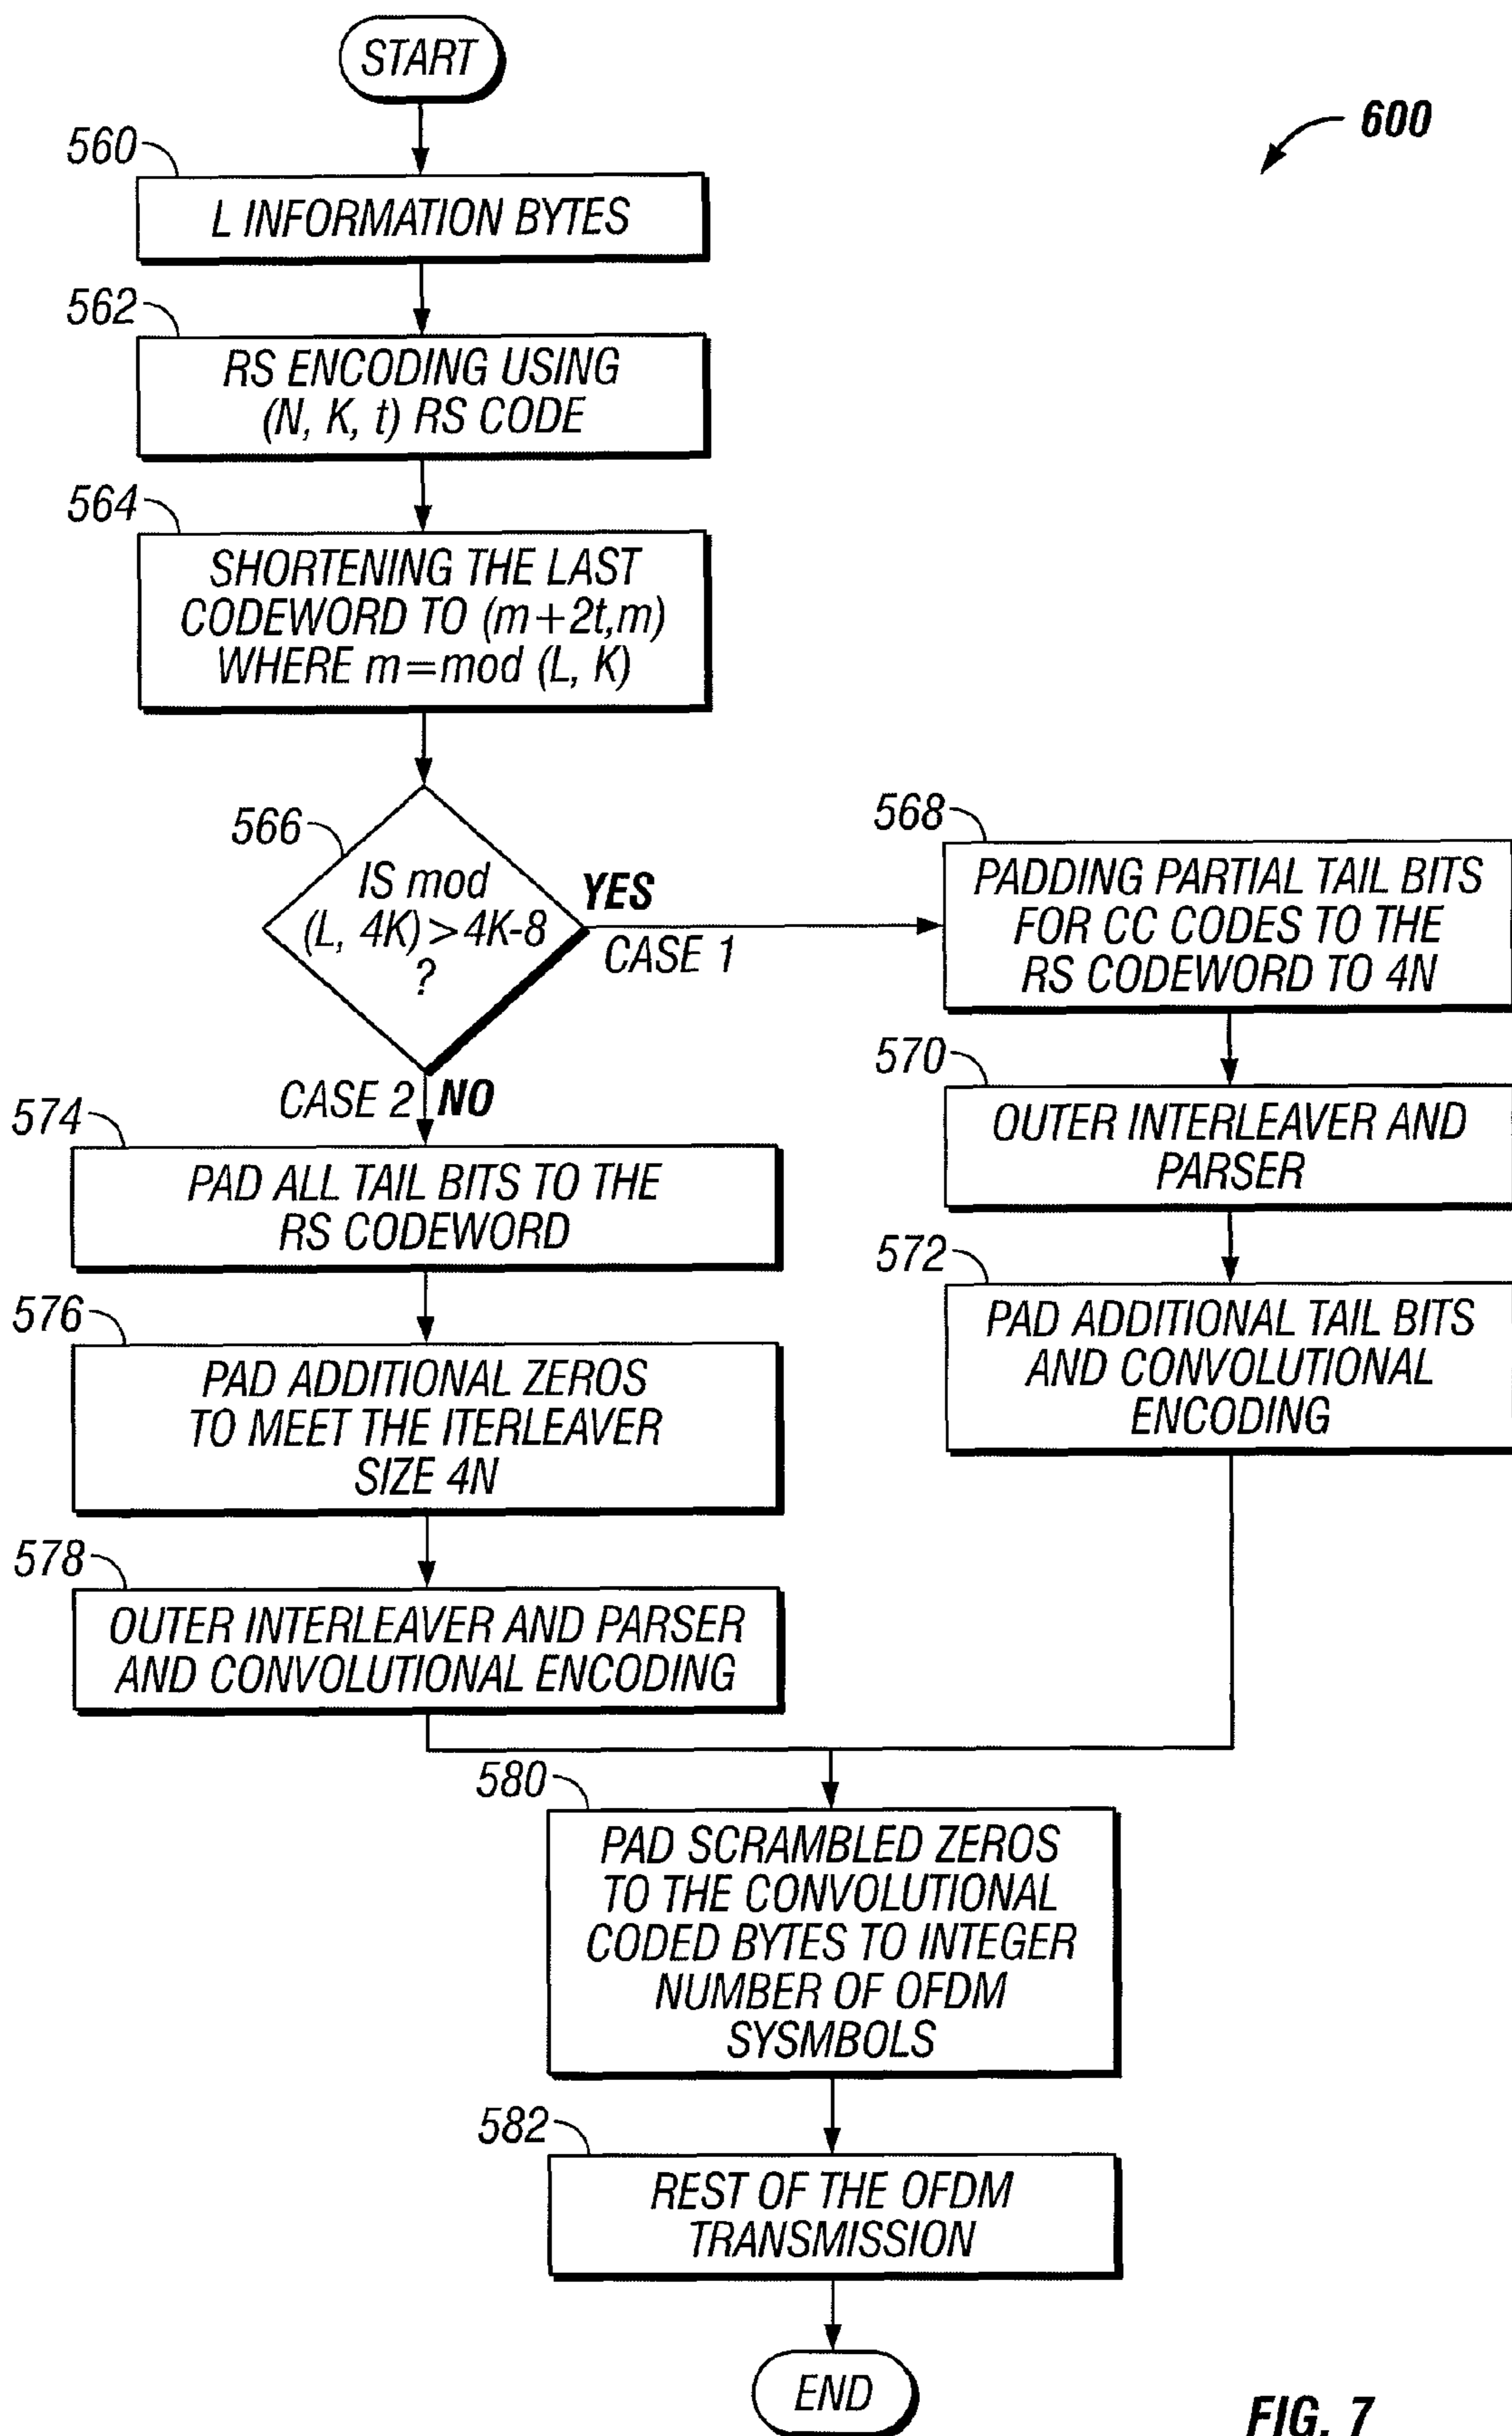 START
600
560
L INFORMATION BYTES
562
RS ENCODING USING
(N, K, t) RS CODE
564
SHORTENING THE LAST
CODEWORD TO (m+2t,m)
WHERE m=mod (L, K)
566
IS mod
(L, 4K)>4K-8
?
YES
CASE 1
568
PADDING PARTIAL TAIL BITS
FOR CC CODES TO THE
RS CODEWORD TO 4N
570
OUTER INTERLEAVER AND
PARSER
572
PAD ADDITIONAL TAIL BITS
AND CONVOLUTIONAL
ENCODING
CASE 2 NO
574
PAD ALL TAIL BITS TO THE
RS CODEWORD
576
PAD ADDITIONAL ZEROS
TO MEET THE ITERLEAVER
SIZE 4N
578
OUTER INTERLEAVER AND PARSER
AND CONVOLUTIONAL ENCODING
580
PAD SCRAMBLED ZEROS
TO THE CONVOLUTIONAL
CODED BYTES TO INTEGER
NUMBER OF OFDM
SYSMBOLS
582
REST OF THE OFDM
TRANSMISSION
END
FIG. 7